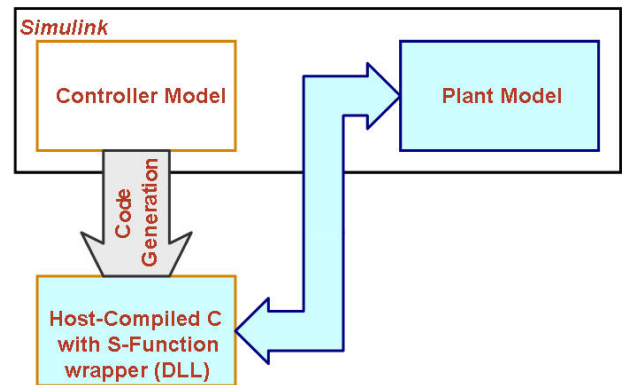 Simulink
Controller Model
Plant Model
Code
Generation
Host-Compiled C
with S-Function
wrapper (DLL)